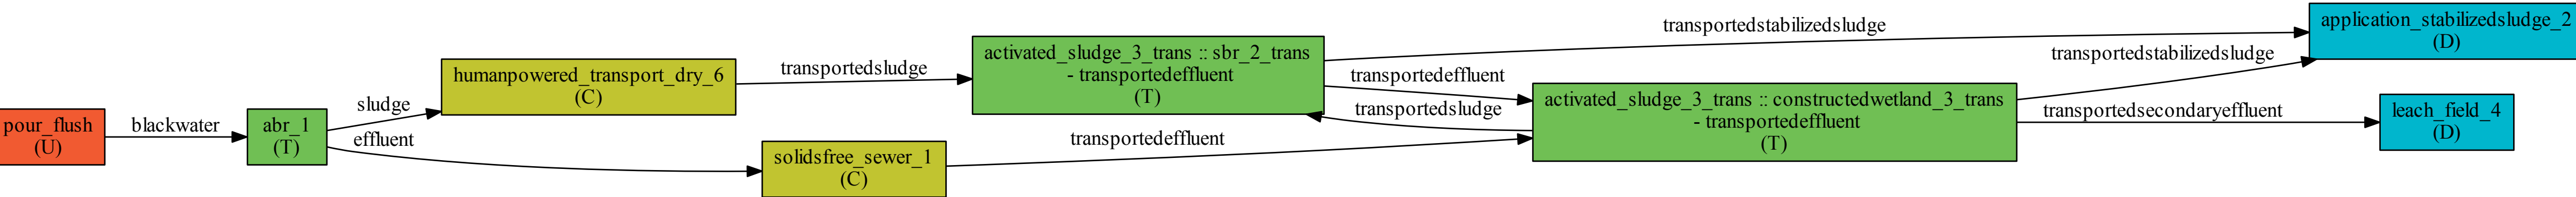 pour_flush
(U)
blackwater
abr_1
(T)
sludge
effluent
humanpowered_transport_dry_6
(C)
solidsfree_sewer_1
(C)
transportedsludge
transportedeffluent
activated_sludge_3_trans :: sbr_2_trans
- transportedeffluent
(T)
transportedstabilizedsludge
transportedeffluent
transportedsludge
activated_sludge_3_trans :: constructedwetland_3_trans
- transportedeffluent
(T)
transportedstabilizedsludge
transportedsecondaryeffluent
application_stabilizedsludge_2
(D)
leach_field_4
(D)